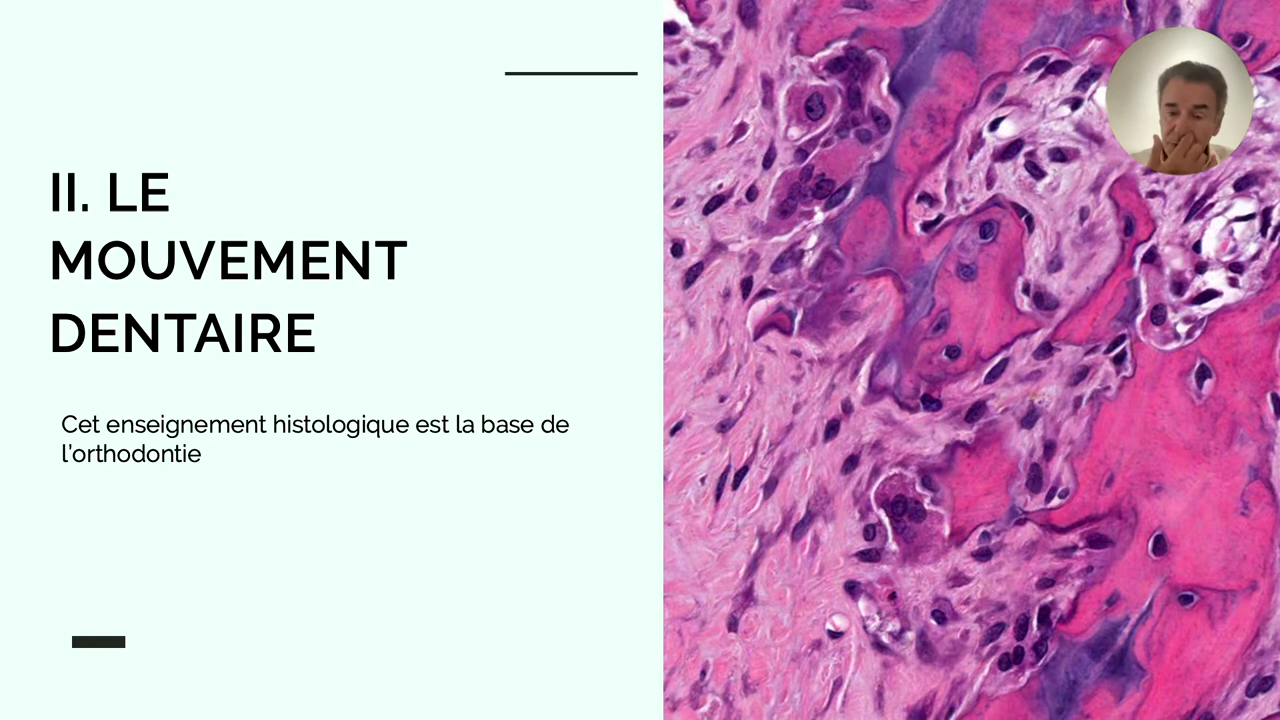 II. LE
MOUVEMENT
DENTAIRE
Cet enseignement histologique est la base de
l'orthodontie